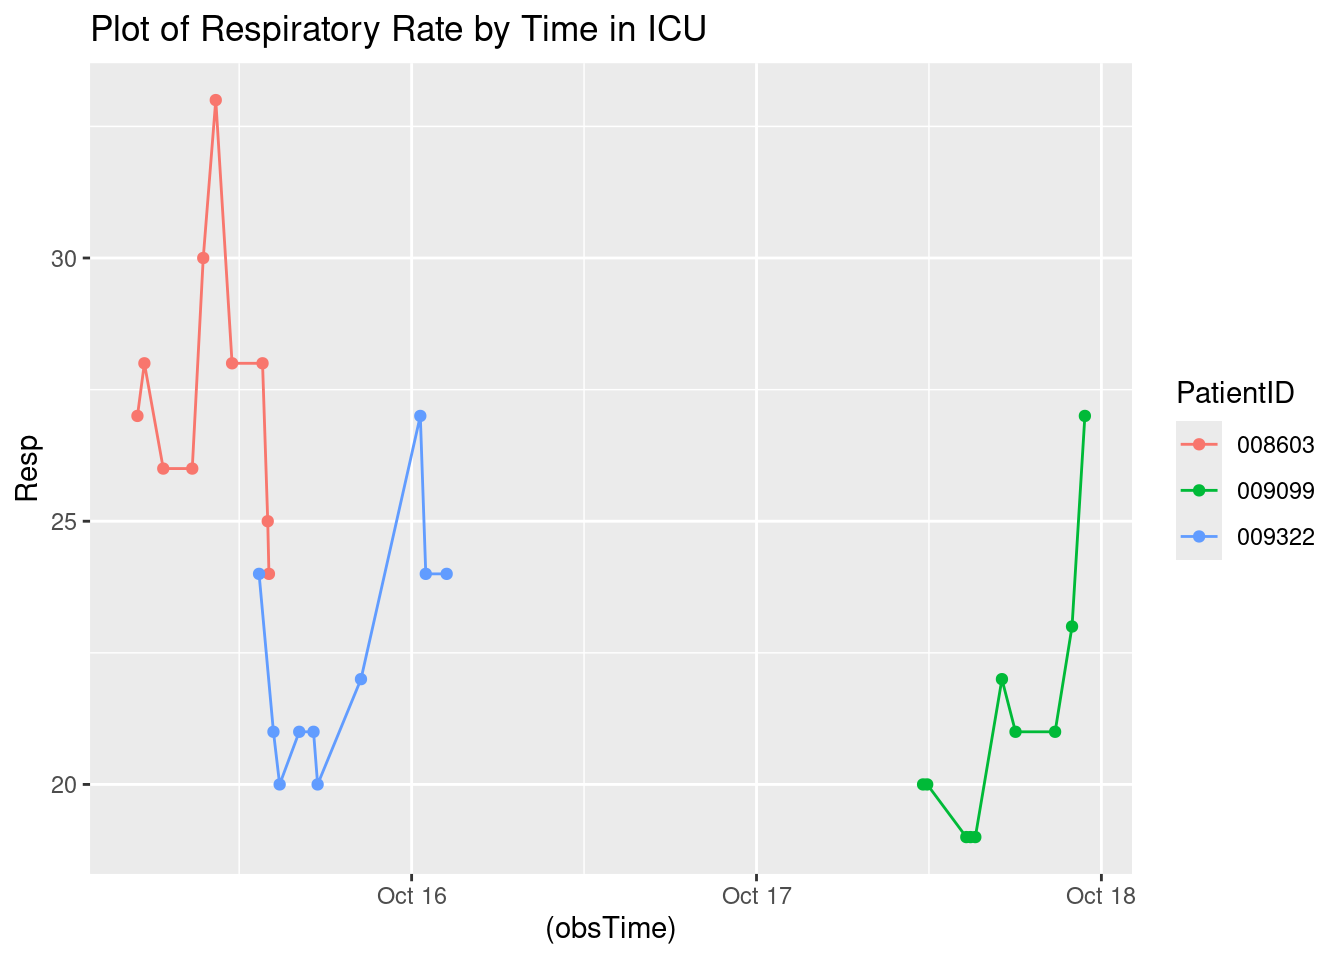 Plot of Respiratory Rate by Time in ICU
Resp
30
25
20
Oct 16
Oct 17
Oct 18
(obsTime)
PatientID
008603
009099
009322